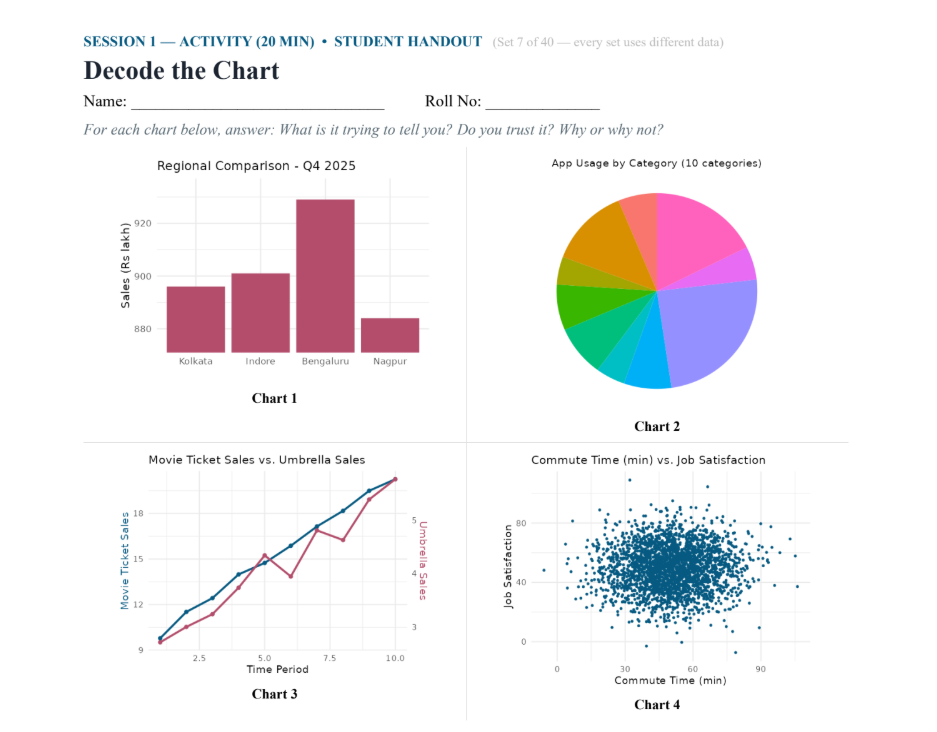 SESSION 1 — ACTIVITY (20 MIN) • STUDENT HANDOUT (Set 7 of 40 — every set uses different data)
Decode the Chart
Name: ________________________________ Roll No: ______________
For each chart below, answer: What is it trying to tell you? Do you trust it? Why or why not?
Regional Comparison - Q4 2025
Sales (Rs lakh)
920
900
880
Kolkata Indore Bengaluru Nagpur
Chart 1
App Usage by Category (10 categories)
Chart 2
Movie Ticket Sales vs. Umbrella Sales
Movie Ticket Sales
18
15
12
9
5
4
3
Umbrella Sales
2.5 5.0 7.5 10.0
Time Period
Chart 3
Commute Time (min) vs. Job Satisfaction
Job Satisfaction
80
40
0
0 30 60 90
Commute Time (min)
Chart 4